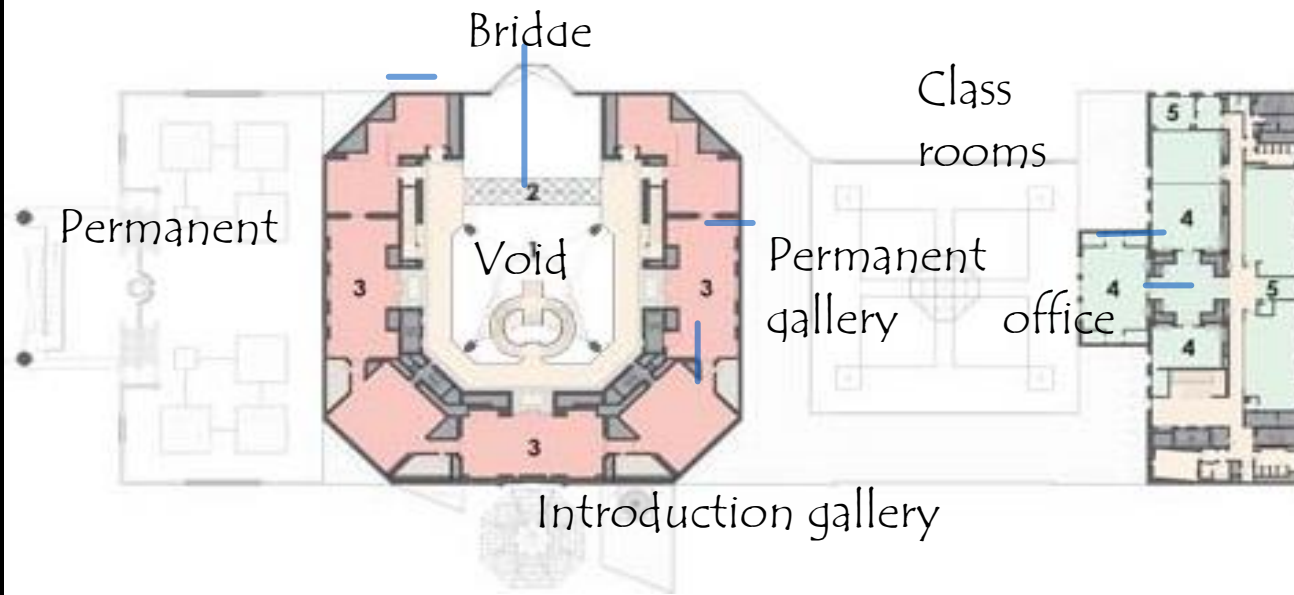 Bridge
Class
rooms
5
2
Permanent
4
Void
Permanent
3
3
4
5
gallery
office
4
3
Introduction gallery